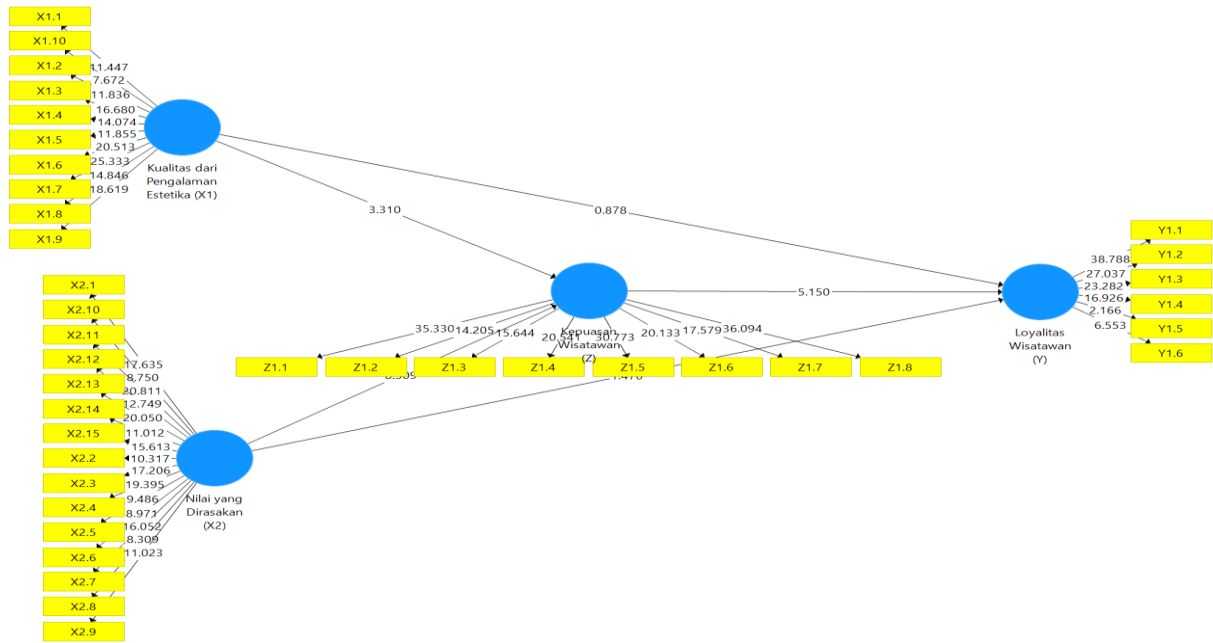 X1.1
X1.10
X1.2
X1.3
X1.4
X1.5
X1.6
X1.7
X1.8
X1.9
11.447
7.672
11.836
16.680
14.074
11.855
20.513
25.333
14.846
18.619
Kualitas dari
Pengalaman
Estetika (X1)
3.310
0.878
X2.1
X2.10
X2.11
X2.12
X2.13
X2.14
X2.15
X2.2
X2.3
X2.4
X2.5
X2.6
X2.7
X2.8
X2.9
17.635
8.750
20.811
12.749
20.050
11.012
15.613
10.317
17.206
19.395
9.486
8.971
16.052
8.309
11.023
Nilai yang
Dirasakan
(X2)
5.150
35.330
14.205
15.644
20.541
30.773
20.133
17.579
36.094
Kepuasan
Wisatawan
(Z)
Z1.1
Z1.2
Z1.3
Z1.4
Z1.5
Z1.6
Z1.7
Z1.8
Loyalitas
Wisatawan
(Y)
38.788
27.037
23.282
16.926
2.166
6.553
Y1.1
Y1.2
Y1.3
Y1.4
Y1.5
Y1.6